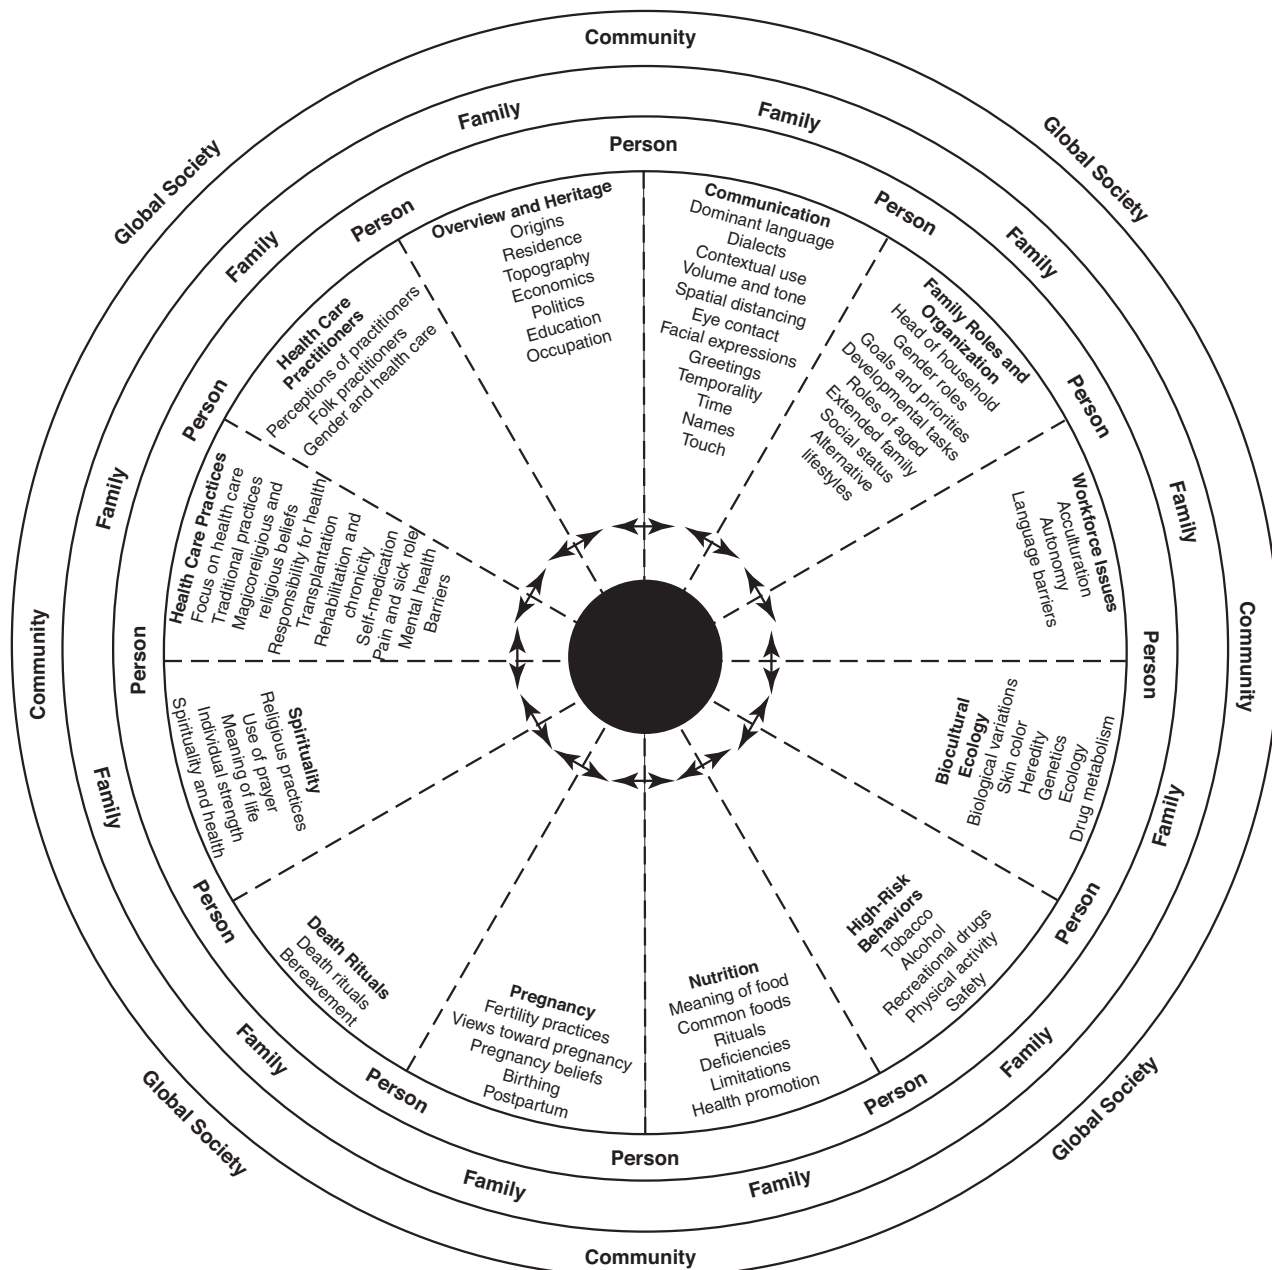 Community
Family
Family
Person
Global Society
Global Society
Person
Person
Family
Family
Overview and Heritage
Origins
Residence
Topography
Economics
Politics
Education
Occupation
Communication
Dominant language
Dialects
Contextual use
Volume and tone
Spatial distancing
Eye contact
Facial expressions
Greetings
Temporality
Time
Names
Touch
Family Roles and
Organization
Head of household
Gender roles
Goals and priorities
Developmental tasks
Roles of aged
Extended family
Social status
Alternative
lifestyles
Person
Family
Workforce Issues
Acculturation
Autonomy
Language barriers
Person
Community
Biocultural
Ecology
Biological variations
Skin color
Heredity
Genetics
Ecology
Drug metabolism
Family
Person
High-Risk
Behaviors
Tobacco
Alcohol
Recreational drugs
Physical activity
Safety
Family
Global Society
Person
Nutrition
Meaning of food
Common foods
Rituals
Deficiencies
Limitations
Health promotion
Family
Person
Community
Pregnancy
Fertility practices
Views toward pregnancy
Pregnancy beliefs
Birthing
Postpartum
Family
Person
Death Rituals
Death rituals
Bereavement
Family
Global Society
Person
Spirituality
Religious practices
Use of prayer
Meaning of life
Individual strength
Spirituality and health
Family
Person
Community
Health Care Practices
Focus on health care
Traditional practices
Magicoreligious and
religious beliefs
Responsibility for health
Transplantation
Rehabilitation and
chronicity
Self-medication
Pain and sick role
Mental health
Barriers
Family
Person
Health Care
Practitioners
Perceptions of practitioners
Folk practitioners
Gender and health care